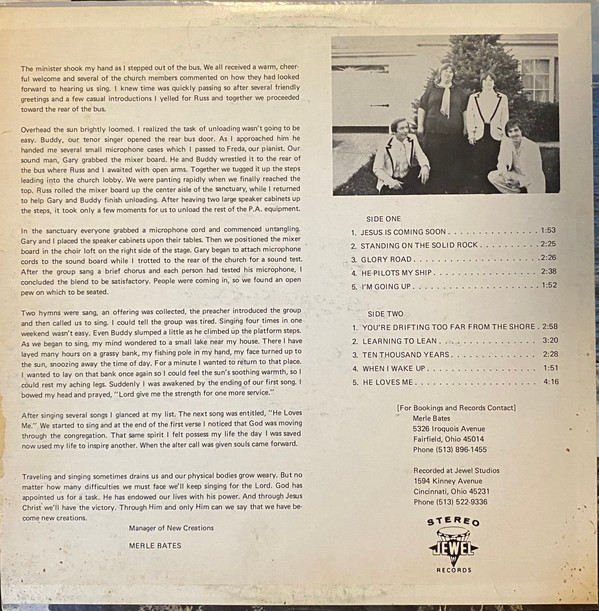 The minister shook my hand as I stepped out of the bus. We all received a warm, cheer-
ful welcome and several of the church members commented on how they had looked
forward to hearing us sing. I knew time was quickly passing so after several friendly
greetings and a few casual introductions I yelled for Russ and together we proceeded
toward the rear of the bus.
Overhead the sun brightly loomed. I realized the task of unloading wasn't going to be
easy. Buddy, our tenor singer opened the rear bus door. As I approached him he
handed me several small microphone cases which I passed to Freda, our pianist. Our
sound man, Gary grabbed the mixer board. He and Buddy wrestled it to the rear of
the bus where Russ and I awaited with open arms. Together we tugged it up the steps
leading into the church lobby. We were panting rapidly when we finally reached the
top. Russ rolled the mixer board up the center aisle of the sanctuary, while I returned
to help Gary and Buddy finish unloading. After heaving two large speaker cabinets up
the steps, it took only a few moments for us to unload the rest of the P.A. equipment.
In the sanctuary everyone grabbed a microphone cord and commenced untangling.
Gary and I placed the speaker cabinets upon their tables. Then we positioned the mixer
board in the choir loft on the right side of the stage. Gary began to attach microphone
cords to the sound board while I trotted to the rear of the church for a sound test.
After the group sang a brief chorus and each person had tested his microphone, I
concluded the blend to be satisfactory. People were coming in, so we found an open
pew on which to be seated.
Two hymns were sang, an offering was collected, the preacher introduced the group
and then called us to sing. I could tell the group was tired. Singing four times in one
weekend wasn't easy. Even Buddy slumped a little as he climbed up the platform steps.
As we began to sing, my mind wondered to a small lake near my house. There I have
layed many hours on a grassy bank, my fishing pole in my hand, my face turned up to
the sun, snoozing away the time of day. For a minute I wanted to return to that place.
I wanted to lay on that bank once again so I could feel the sun's soothing warmth, so I
could rest my aching legs. Suddenly I was awakened by the ending of our first song. I
bowed my head and prayed, "Lord give me the strength for one more service."
After singing several songs I glanced at my list. The next song was entitled, "He Loves
Me." We started to sing and at the end of the first verse I noticed that God was moving
through the congregation. That same spirit I felt possess my life the day I was saved
now used my life to inspire another. When the alter call was given souls came forward.
Traveling and singing sometimes drains us and our physical bodies grow weary. But no
matter how many difficulties we must face we'll keep singing for the Lord. God has
appointed us for a task. He has endowed our lives with his power. And through Jesus
Christ we'll have the victory. Through Him and only Him can we say that we have be-
come new creations.
Manager of New Creations
MERLE BATES
SIDE ONE
1. JESUS IS COMING SOON . . . . . . . . . . . . . . . 1:53
2. STANDING ON THE SOLID ROCK . . . . . . . . . . 2:25
3. GLORY ROAD . . . . . . . . . . . . . . . . . . . . . 2:26
4. HE PILOTS MY SHIP . . . . . . . . . . . . . . . . . . 2:38
5. I'M GOING UP . . . . . . . . . . . . . . . . . . . . . 1:52
SIDE TWO
1. YOU'RE DRIFTING TOO FAR FROM THE SHORE . 2:58
2. LEARNING TO LEAN . . . . . . . . . . . . . . . . . 3:20
3. TEN THOUSAND YEARS . . . . . . . . . . . . . . . 2:28
4. WHEN I WAKE UP . . . . . . . . . . . . . . . . . . . 1:51
5. HE LOVES ME . . . . . . . . . . . . . . . . . . . . . 4:16
[For Bookings and Records Contact]
Merle Bates
5326 Iroquois Avenue
Fairfield, Ohio 45014
Phone (513) 896-1455
Recorded at Jewel Studios
1594 Kinney Avenue
Cincinnati, Ohio 45231
Phone (513) 522-9336
STEREO
JEWEL
RECORDS